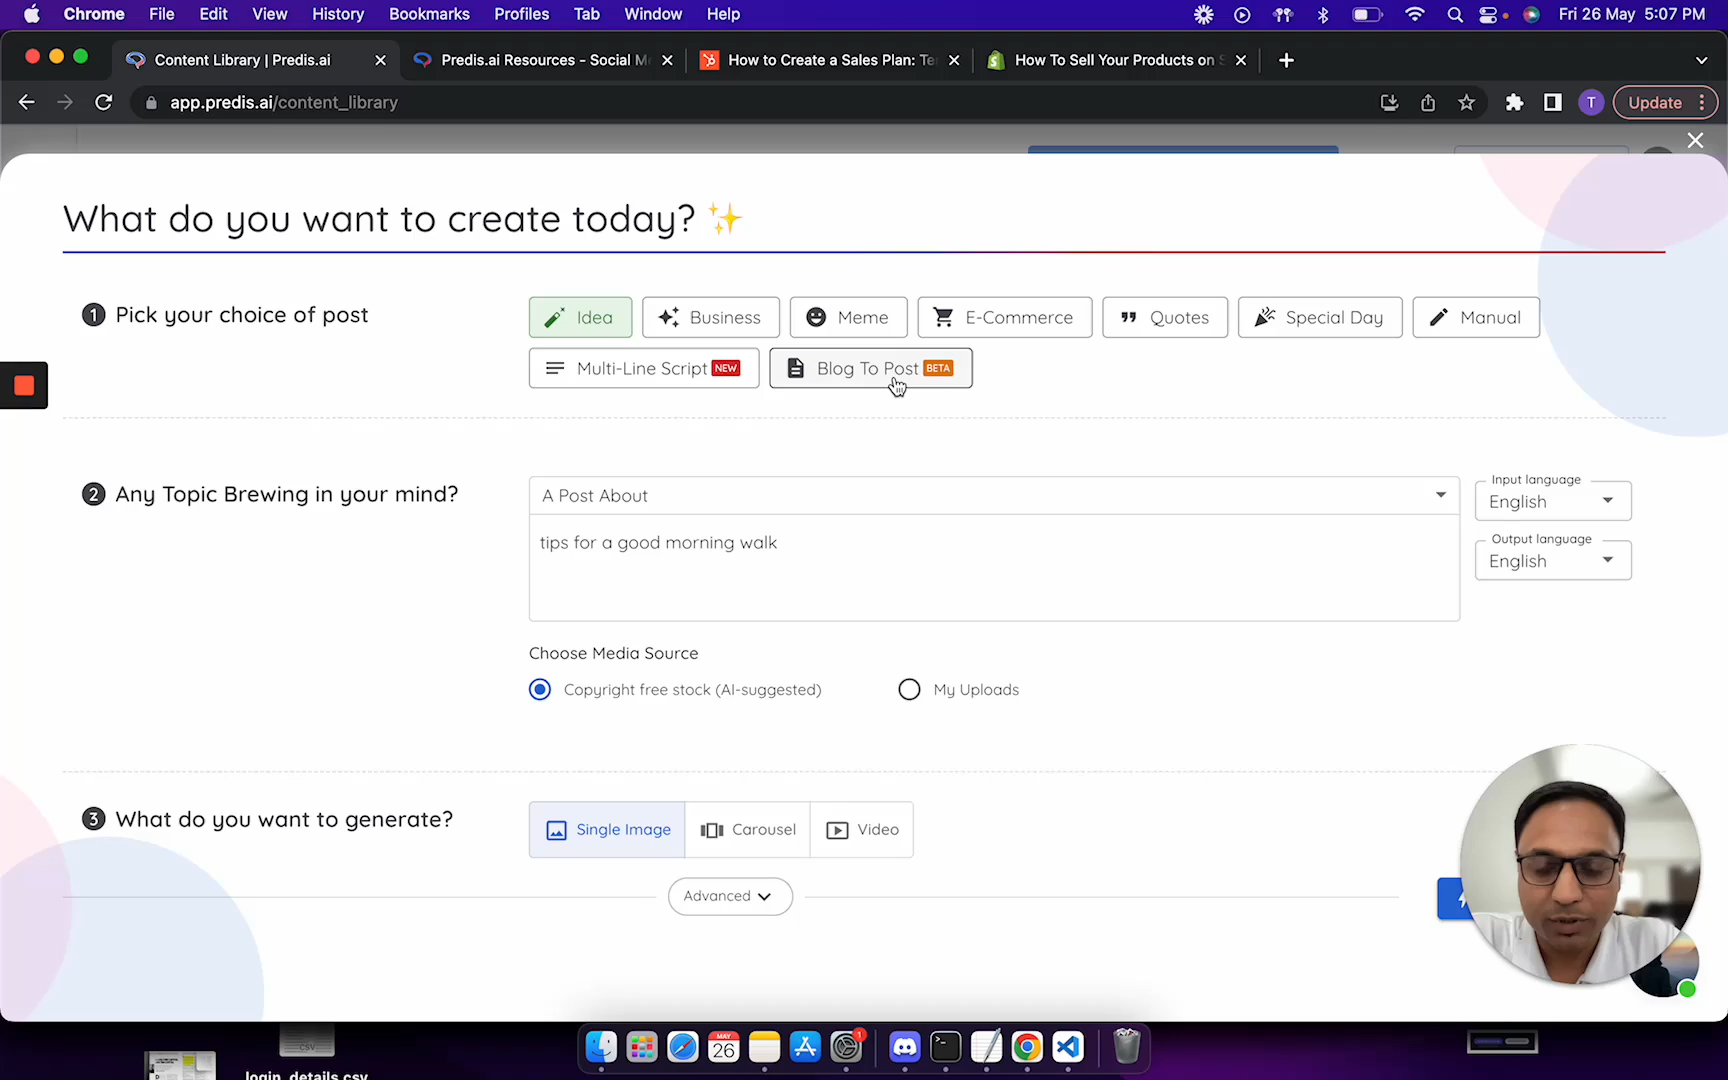 Chrome File Edit View History Bookmarks Profiles Tab Window Help Fri 26 May 5:07 PM
Content Library | Predis.ai Predis.ai Resources - Social M How to Create a Sales Plan: Te How To Sell Your Products on S
app.predis.ai/content_library T Update
What do you want to create today?
1 Pick your choice of post
Idea Business Meme E-Commerce Quotes Special Day Manual
Multi-Line Script NEW Blog To Post BETA
2 Any Topic Brewing in your mind?
A Post About
tips for a good morning walk
Input language
English
Output language
English
Choose Media Source
Copyright free stock (AI-suggested) My Uploads
3 What do you want to generate?
Single Image Carousel Video
Advanced
CSV
login_details.csv
MAY
26
1